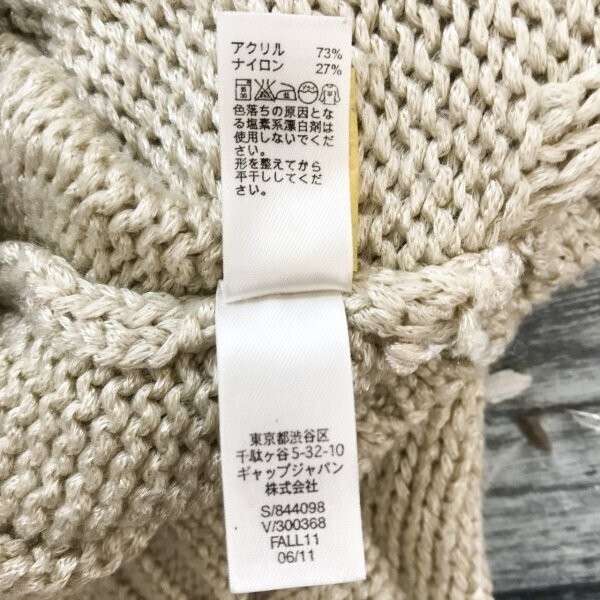 アクリル 73%
ナイロン 27%
色落ちの原因とな
る塩素系漂白剤は
使用しないでくだ
さい。
形を整えてから
平干ししてくだ
さい。
東京都渋谷区
千駄ヶ谷5-32-10
ギャップジャパン
株式会社
S/844098
V/300368
FALL11
06/11